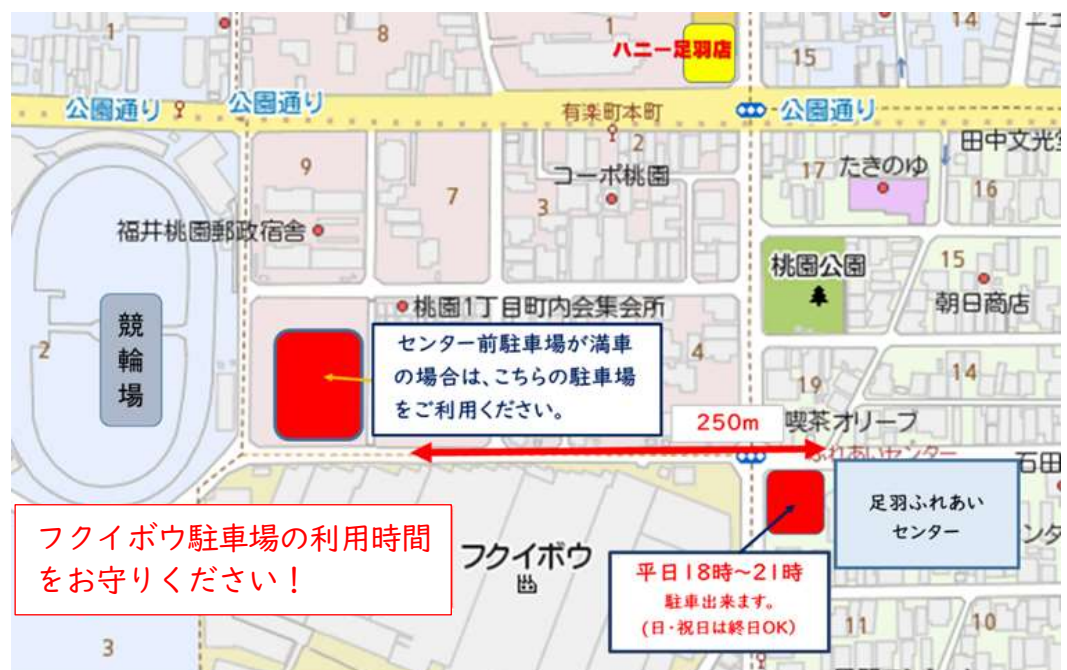 1
8
1
14
ハニー足羽店
15
公園通り
公園通り
有楽町本町
公園通り
9
7
2
3
コーポ桃園
17
たきのゆ
田中文光
16
福井桃園郵政宿舎
桃園公園
15
朝日商店
2
競輪場
桃園1丁目町内会集会所
センター前駐車場が満車
の場合は、こちらの駐車場
をご利用ください。
4
19
14
250m
喫茶オリーブ
ふれあいセンター
石田
足羽ふれあい
センター
フクイボウ駐車場の利用時間
をお守りください！
フクイボウ
平日18時～21時
駐車出来ます。
(日・祝日は終日OK)
11
10
3